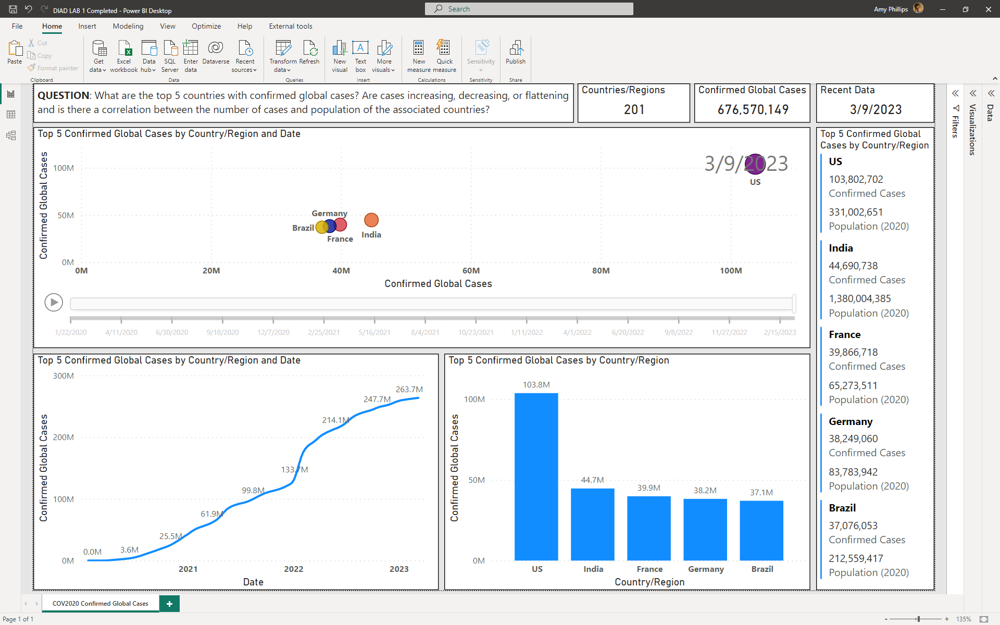 DIAD LAB 1 Completed - Power BI Desktop
Search
Amy Phillips
File
Home
Insert
Modeling
View
Optimize
Help
External tools
Paste
Cut
Copy
Format painter
Clipboard
Get
data
Excel
workbook
Data
hub
SQL
Server
Enter
data
Dataverse
Recent
sources
Data
Transform
data
Refresh
Queries
New
visual
Text
box
More
visuals
Insert
New
measure
Quick
measure
Calculations
Sensitivity
Sensitivity
Publish
Share
QUESTION: What are the top 5 countries with confirmed global cases? Are cases increasing, decreasing, or flattening
and is there a correlation between the number of cases and population of the associated countries?
Countries/Regions
201
Confirmed Global Cases
676,570,149
Recent Data
3/9/2023
Filters
Visualizations
Data
Top 5 Confirmed Global Cases by Country/Region and Date
Confirmed Global Cases
100M
50M
0M
3/9/2023
US
Germany
Brazil
France
India
0M
20M
40M
60M
80M
100M
Confirmed Global Cases
1/22/2020
4/11/2020
6/30/2020
9/18/2020
12/7/2020
2/25/2021
5/16/2021
8/4/2021
10/23/2021
1/11/2022
4/1/2022
6/20/2022
9/8/2022
11/27/2022
2/15/2023
Top 5 Confirmed Global
Cases by Country/Region
US
103,802,702
Confirmed Cases
331,002,651
Population (2020)
India
44,690,738
Confirmed Cases
1,380,004,385
Population (2020)
France
39,866,718
Confirmed Cases
65,273,511
Population (2020)
Germany
38,249,060
Confirmed Cases
83,783,942
Population (2020)
Brazil
37,076,053
Confirmed Cases
212,559,417
Population (2020)
Top 5 Confirmed Global Cases by Country/Region and Date
Confirmed Global Cases
300M
200M
100M
0M
0.0M
3.6M
25.5M
61.9M
99.8M
133.7M
214.1M
247.7M
263.7M
2021
2022
2023
Date
Top 5 Confirmed Global Cases by Country/Region
Confirmed Global Cases
100M
50M
0M
103.8M
44.7M
39.9M
38.2M
37.1M
US
India
France
Germany
Brazil
Country/Region
COV2020 Confirmed Global Cases
+
Page 1 of 1
- + 135%